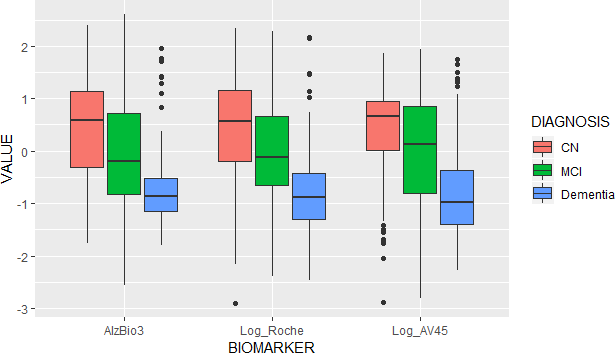 VALUE
2
1
0
-1
-2
-3
AlzBio3 Log_Roche Log_AV45
BIOMARKER
DIAGNOSIS
CN
MCI
Dementia